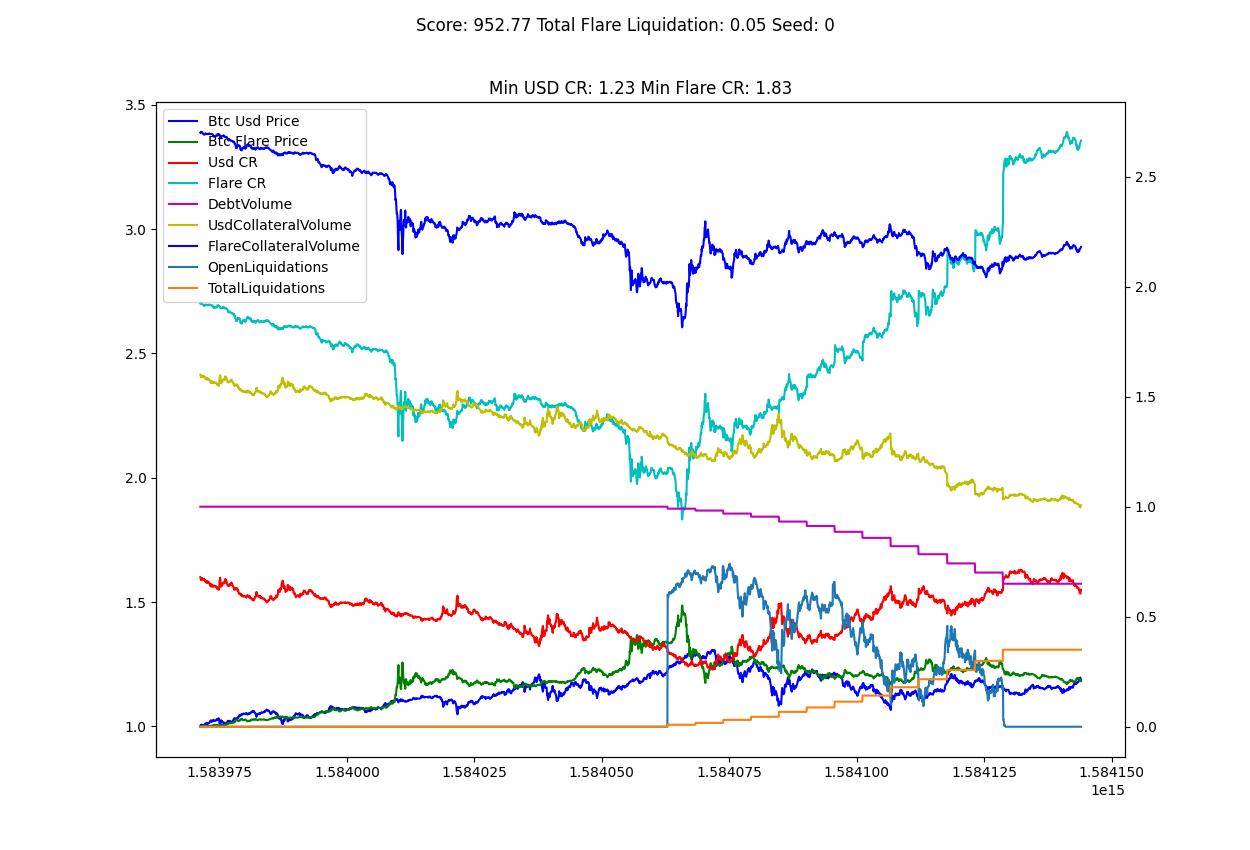 Score: 952.77 Total Flare Liquidation: 0.05 Seed: 0
Min USD CR: 1.23 Min Flare CR: 1.83
3.5
3.0
2.5
2.0
1.5
1.0
Btc Usd Price
Btc Flare Price
Usd CR
Flare CR
DebtVolume
UsdCollateralVolume
FlareCollateralVolume
OpenLiquidations
TotalLiquidations
2.5
2.0
1.5
1.0
0.5
0.0
1.583975 1.584000 1.584025 1.584050 1.584075 1.584100 1.584125 1.584150
1e15